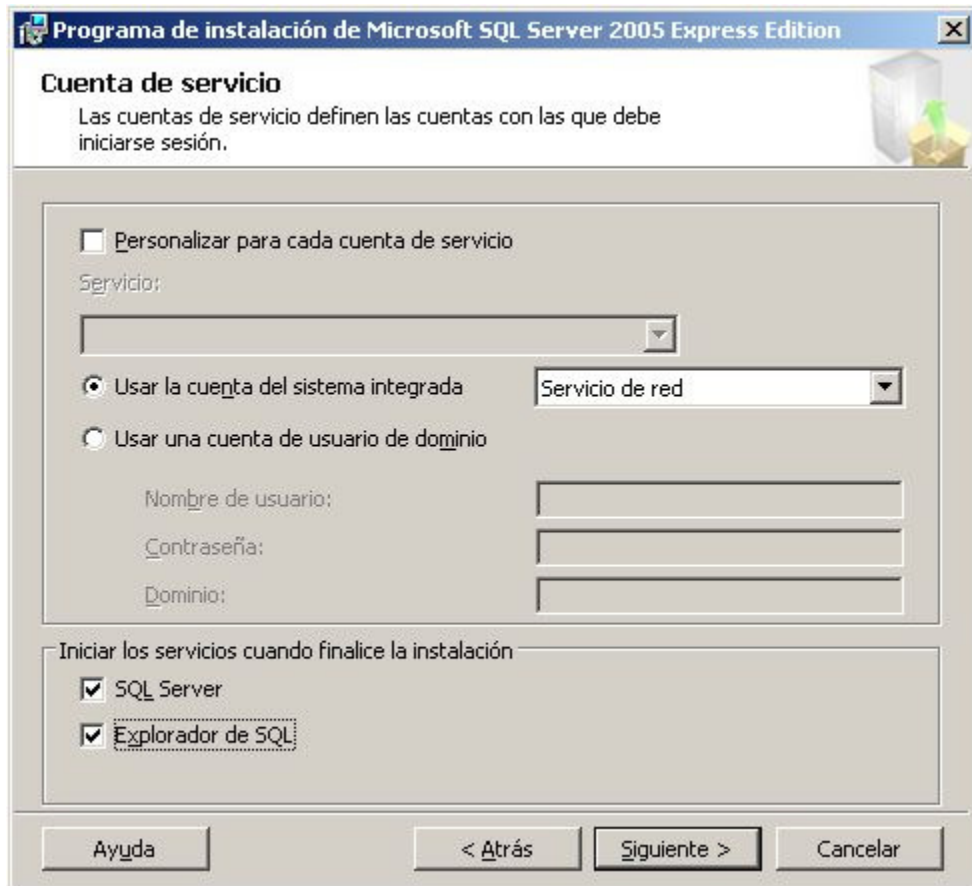 Programa de instalación de Microsoft SQL Server 2005 Express Edition
Cuenta de servicio
Las cuentas de servicio definen las cuentas con las que debe
iniciarse sesión.
Personalizar para cada cuenta de servicio
Servicio:
Usar la cuenta del sistema integrada
Servicio de red
Usar una cuenta de usuario de dominio
Nombre de usuario:
Contraseña:
Dominio:
Iniciar los servicios cuando finalice la instalación
SQL Server
Explorador de SQL
Ayuda
< Atrás
Siguiente >
Cancelar